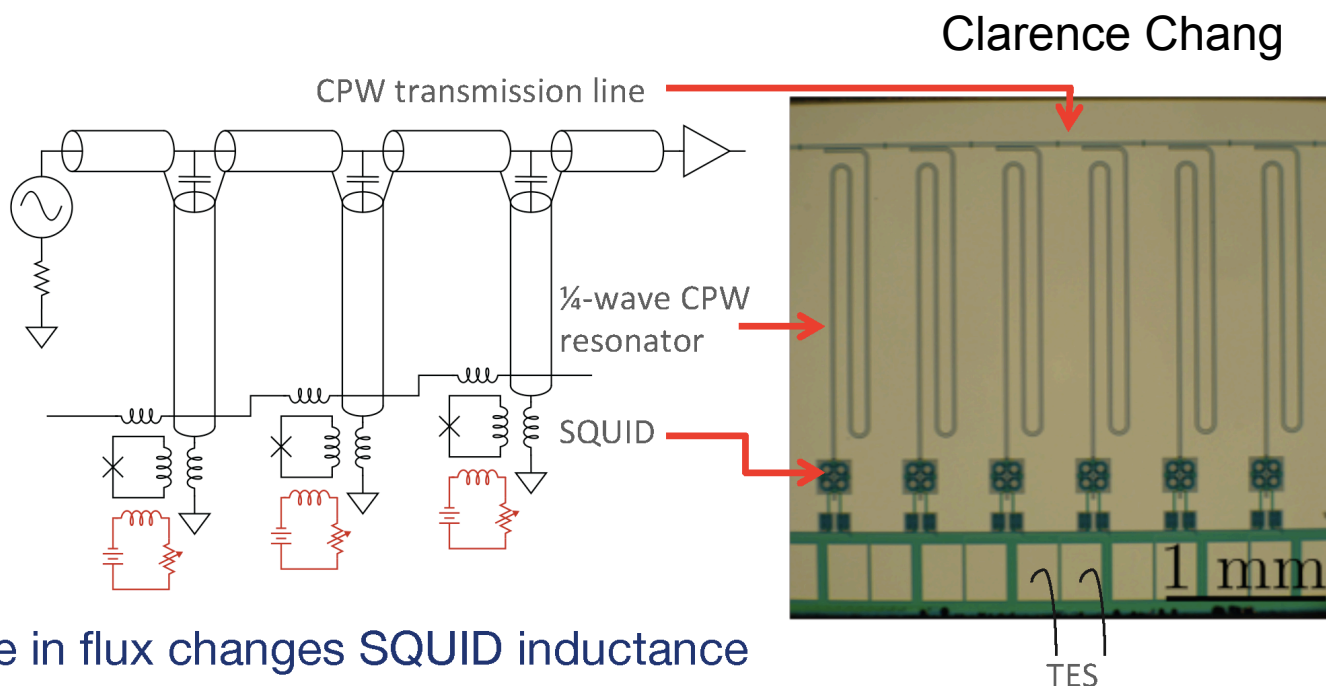 Clarence Chang
CPW transmission line
¼-wave CPW
resonator
SQUID
1 mm
TES
e in flux changes SQUID inductance